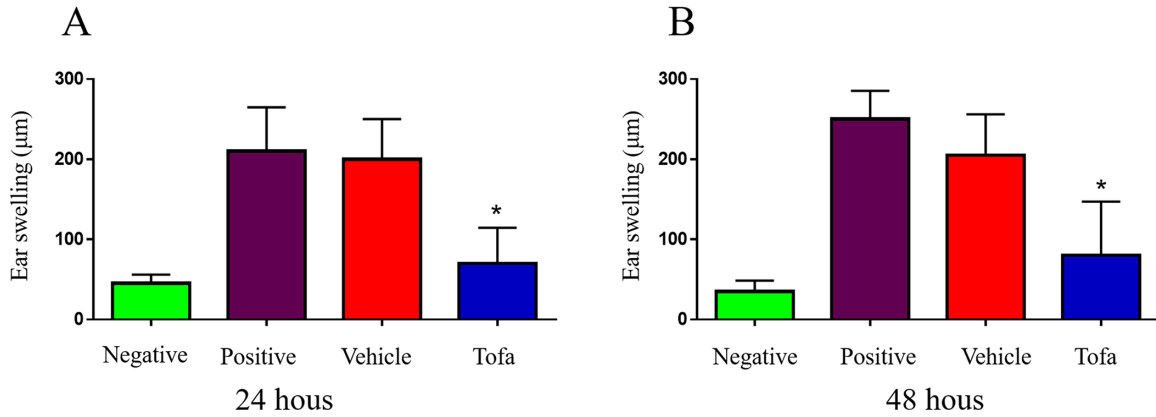 A
Ear swelling (μm)
300
200
100
0
*
Negative Positive Vehicle Tofa
24 hous
B
Ear swelling (μm)
300
200
100
0
*
Negative Positive Vehicle Tofa
48 hous